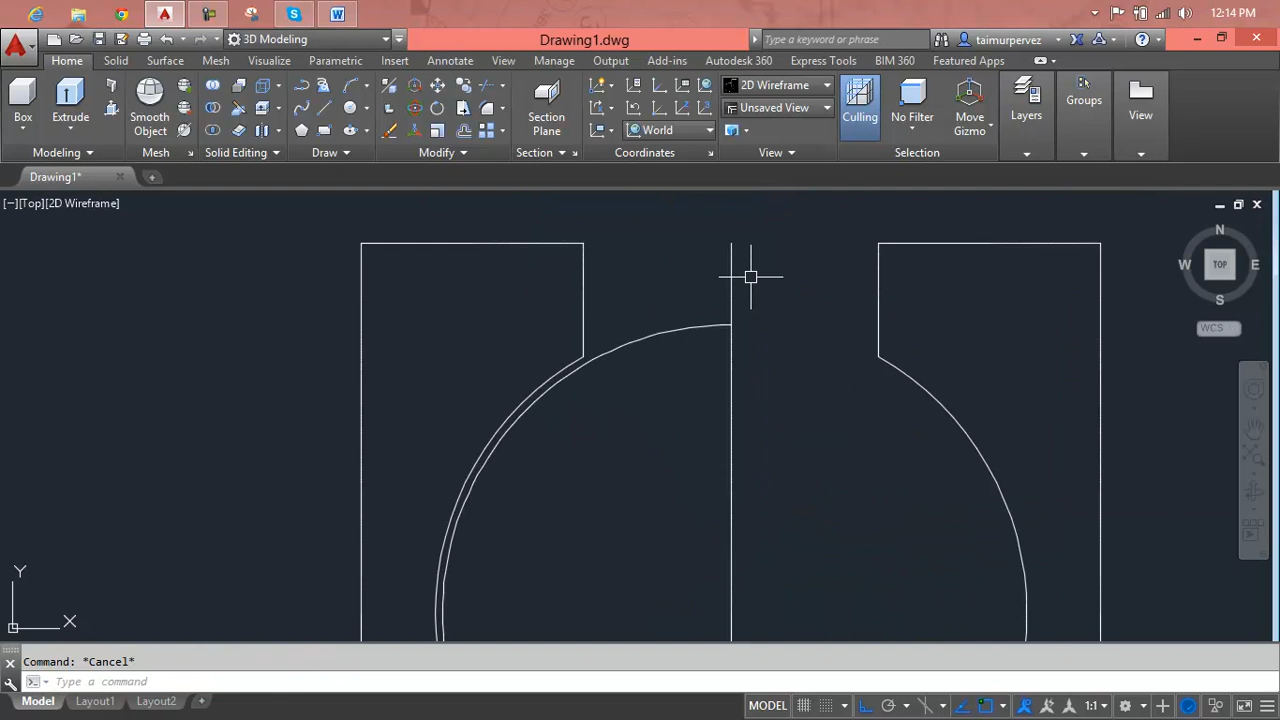 12:14 PM
3D Modeling
Drawing1.dwg
Type a keyword or phrase
taimurpervez
Home Solid Surface Mesh Visualize Parametric Insert Annotate View Manage Output Add-ins Autodesk 360 Express Tools BIM 360 Featured Apps
2D Wireframe
Unsaved View
World
Box
Extrude
Smooth Object
Section Plane
Culling
No Filter
Move Gizmo
Layers
Groups
View
Modeling Mesh Solid Editing Draw Modify Section Coordinates View Selection
Drawing1*
[−][Top][2D Wireframe]
N
W TOP E
S
WCS
Y
X
Command: *Cancel*
Type a command
Model Layout1 Layout2
MODEL
1:1